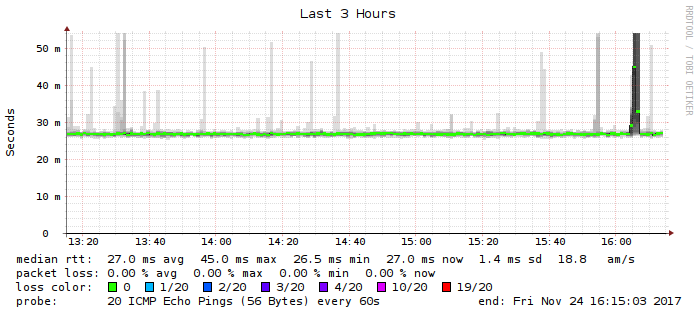 Last 3 Hours
RRDTOOL / TOBI OETIKER
Seconds
50 m
40 m
30 m
20 m
10 m
0
13:20 13:40 14:00 14:20 14:40 15:00 15:20 15:40 16:00
median rtt: 27.0 ms avg 45.0 ms max 26.5 ms min 27.0 ms now 1.4 ms sd 18.8 am/s
packet loss: 0.00 % avg 0.00 % max 0.00 % min 0.00 % now
loss color: 0 1/20 2/20 3/20 4/20 10/20 19/20
probe: 20 ICMP Echo Pings (56 Bytes) every 60s end: Fri Nov 24 16:15:03 2017